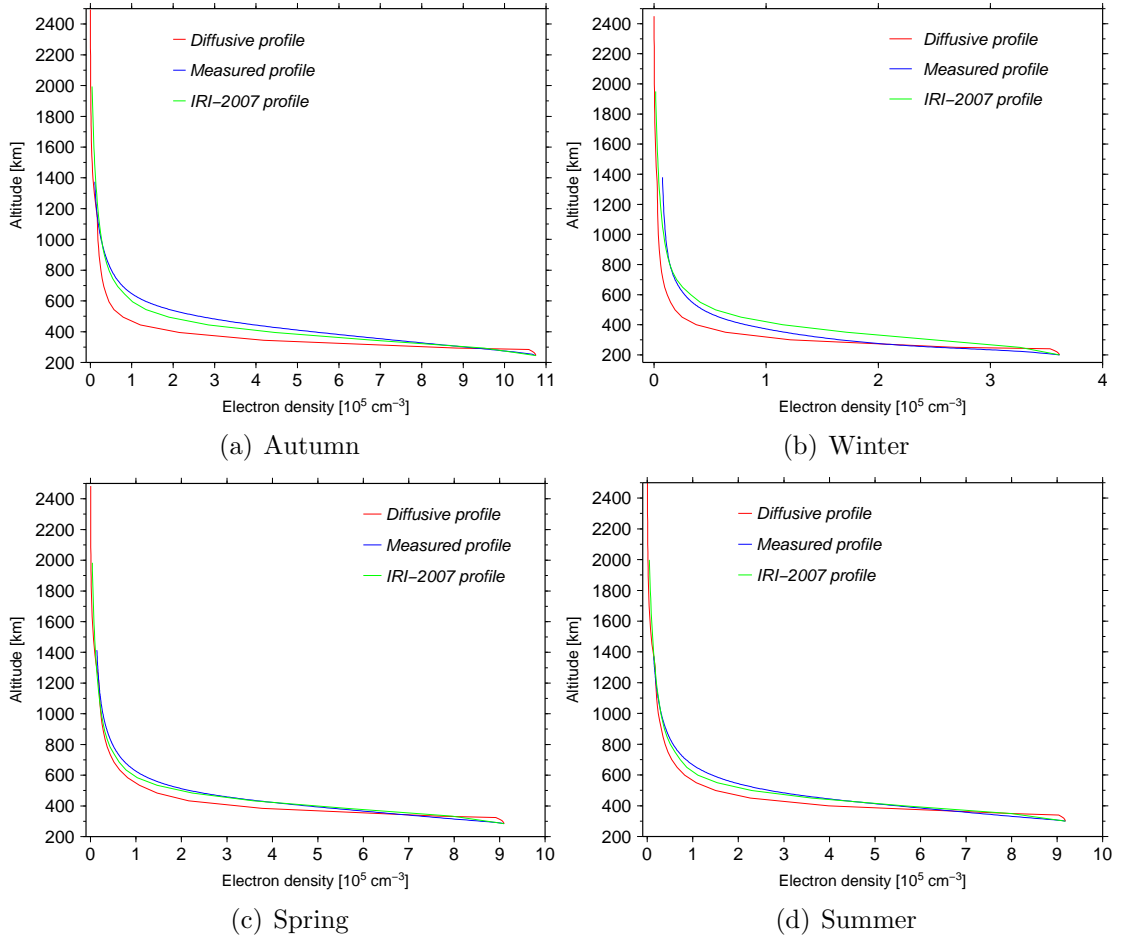 2400
2200
2000
1800
1600
1400
1200
1000
800
600
400
200
Altitude [km]
Diffusive profile
Measured profile
IRI−2007 profile
0 1 2 3 4 5 6 7 8 9 10 11
Electron density [10⁵ cm⁻³]
(a) Autumn
2400
2200
2000
1800
1600
1400
1200
1000
800
600
400
200
Altitude [km]
Diffusive profile
Measured profile
IRI−2007 profile
0 1 2 3 4
Electron density [10⁵ cm⁻³]
(b) Winter
2400
2200
2000
1800
1600
1400
1200
1000
800
600
400
200
Altitude [km]
Diffusive profile
Measured profile
IRI−2007 profile
0 1 2 3 4 5 6 7 8 9 10
Electron density [10⁵ cm⁻³]
(c) Spring
2400
2200
2000
1800
1600
1400
1200
1000
800
600
400
200
Altitude [km]
Diffusive profile
Measured profile
IRI−2007 profile
0 1 2 3 4 5 6 7 8 9 10
Electron density [10⁵ cm⁻³]
(d) Summer